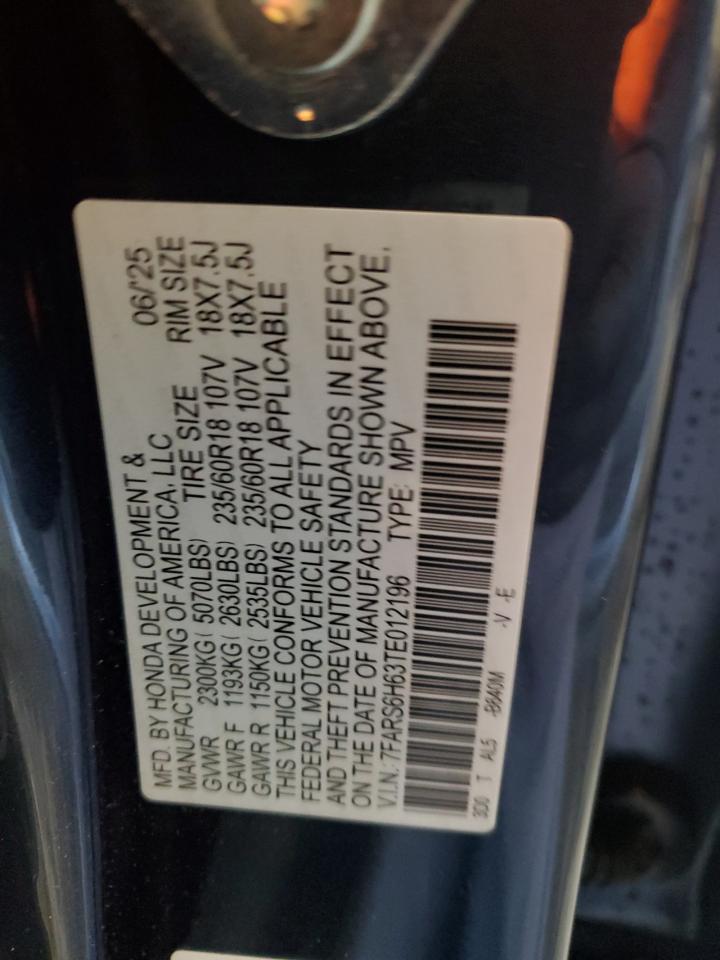 MFD. BY HONDA DEVELOPMENT & 06/'25
MANUFACTURING OF AMERICA, LLC
TIRE SIZE RIM SIZE
GVWR 2300KG( 5070LBS)
GAWR F 1193KG( 2630LBS) 235/60R18 107V 18X7.5J
GAWR R 1150KG( 2535LBS) 235/60R18 107V 18X7.5J
THIS VEHICLE CONFORMS TO ALL APPLICABLE
FEDERAL MOTOR VEHICLE SAFETY
AND THEFT PREVENTION STANDARDS IN EFFECT
ON THE DATE OF MANUFACTURE SHOWN ABOVE.
V.I.N.: 7FARS6H63TE012196 TYPE: MPV
3D0 T AL5 -B640M -V -E